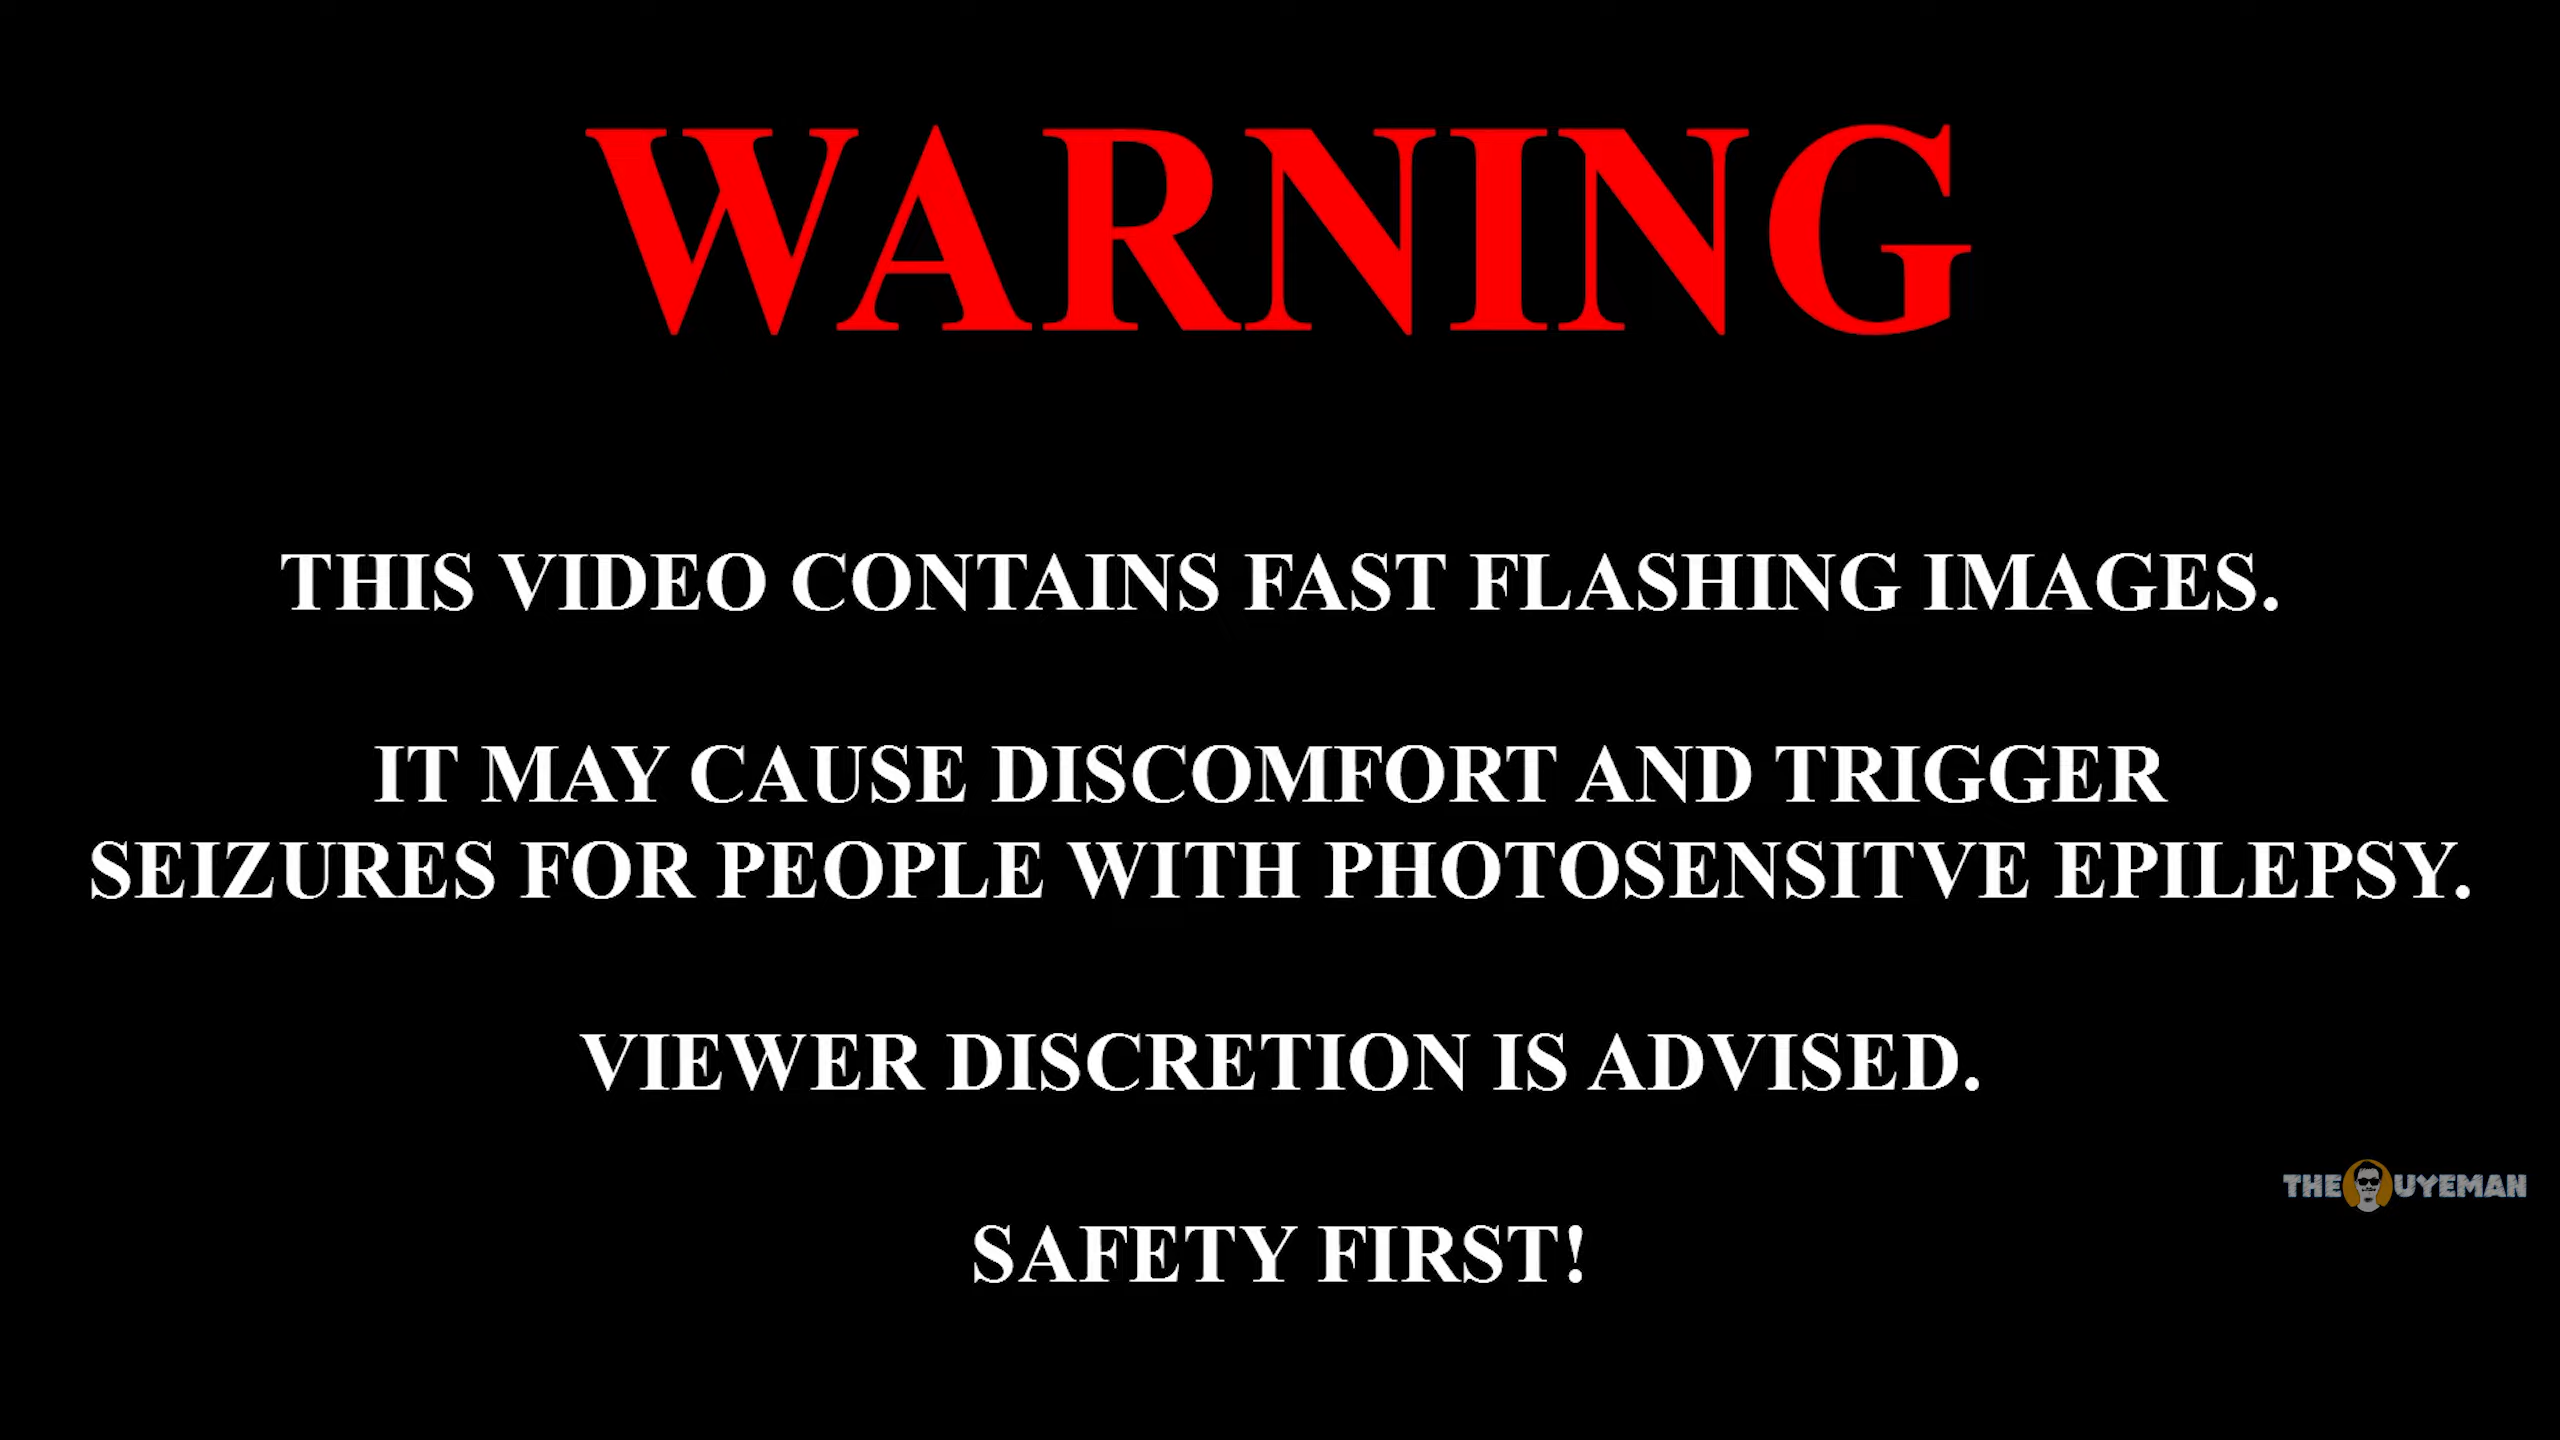 WARNING
THIS VIDEO CONTAINS FAST FLASHING IMAGES.
IT MAY CAUSE DISCOMFORT AND TRIGGER
SEIZURES FOR PEOPLE WITH PHOTOSENSITVE EPILEPSY.
VIEWER DISCRETION IS ADVISED.
THE UYEMAN
SAFETY FIRST!